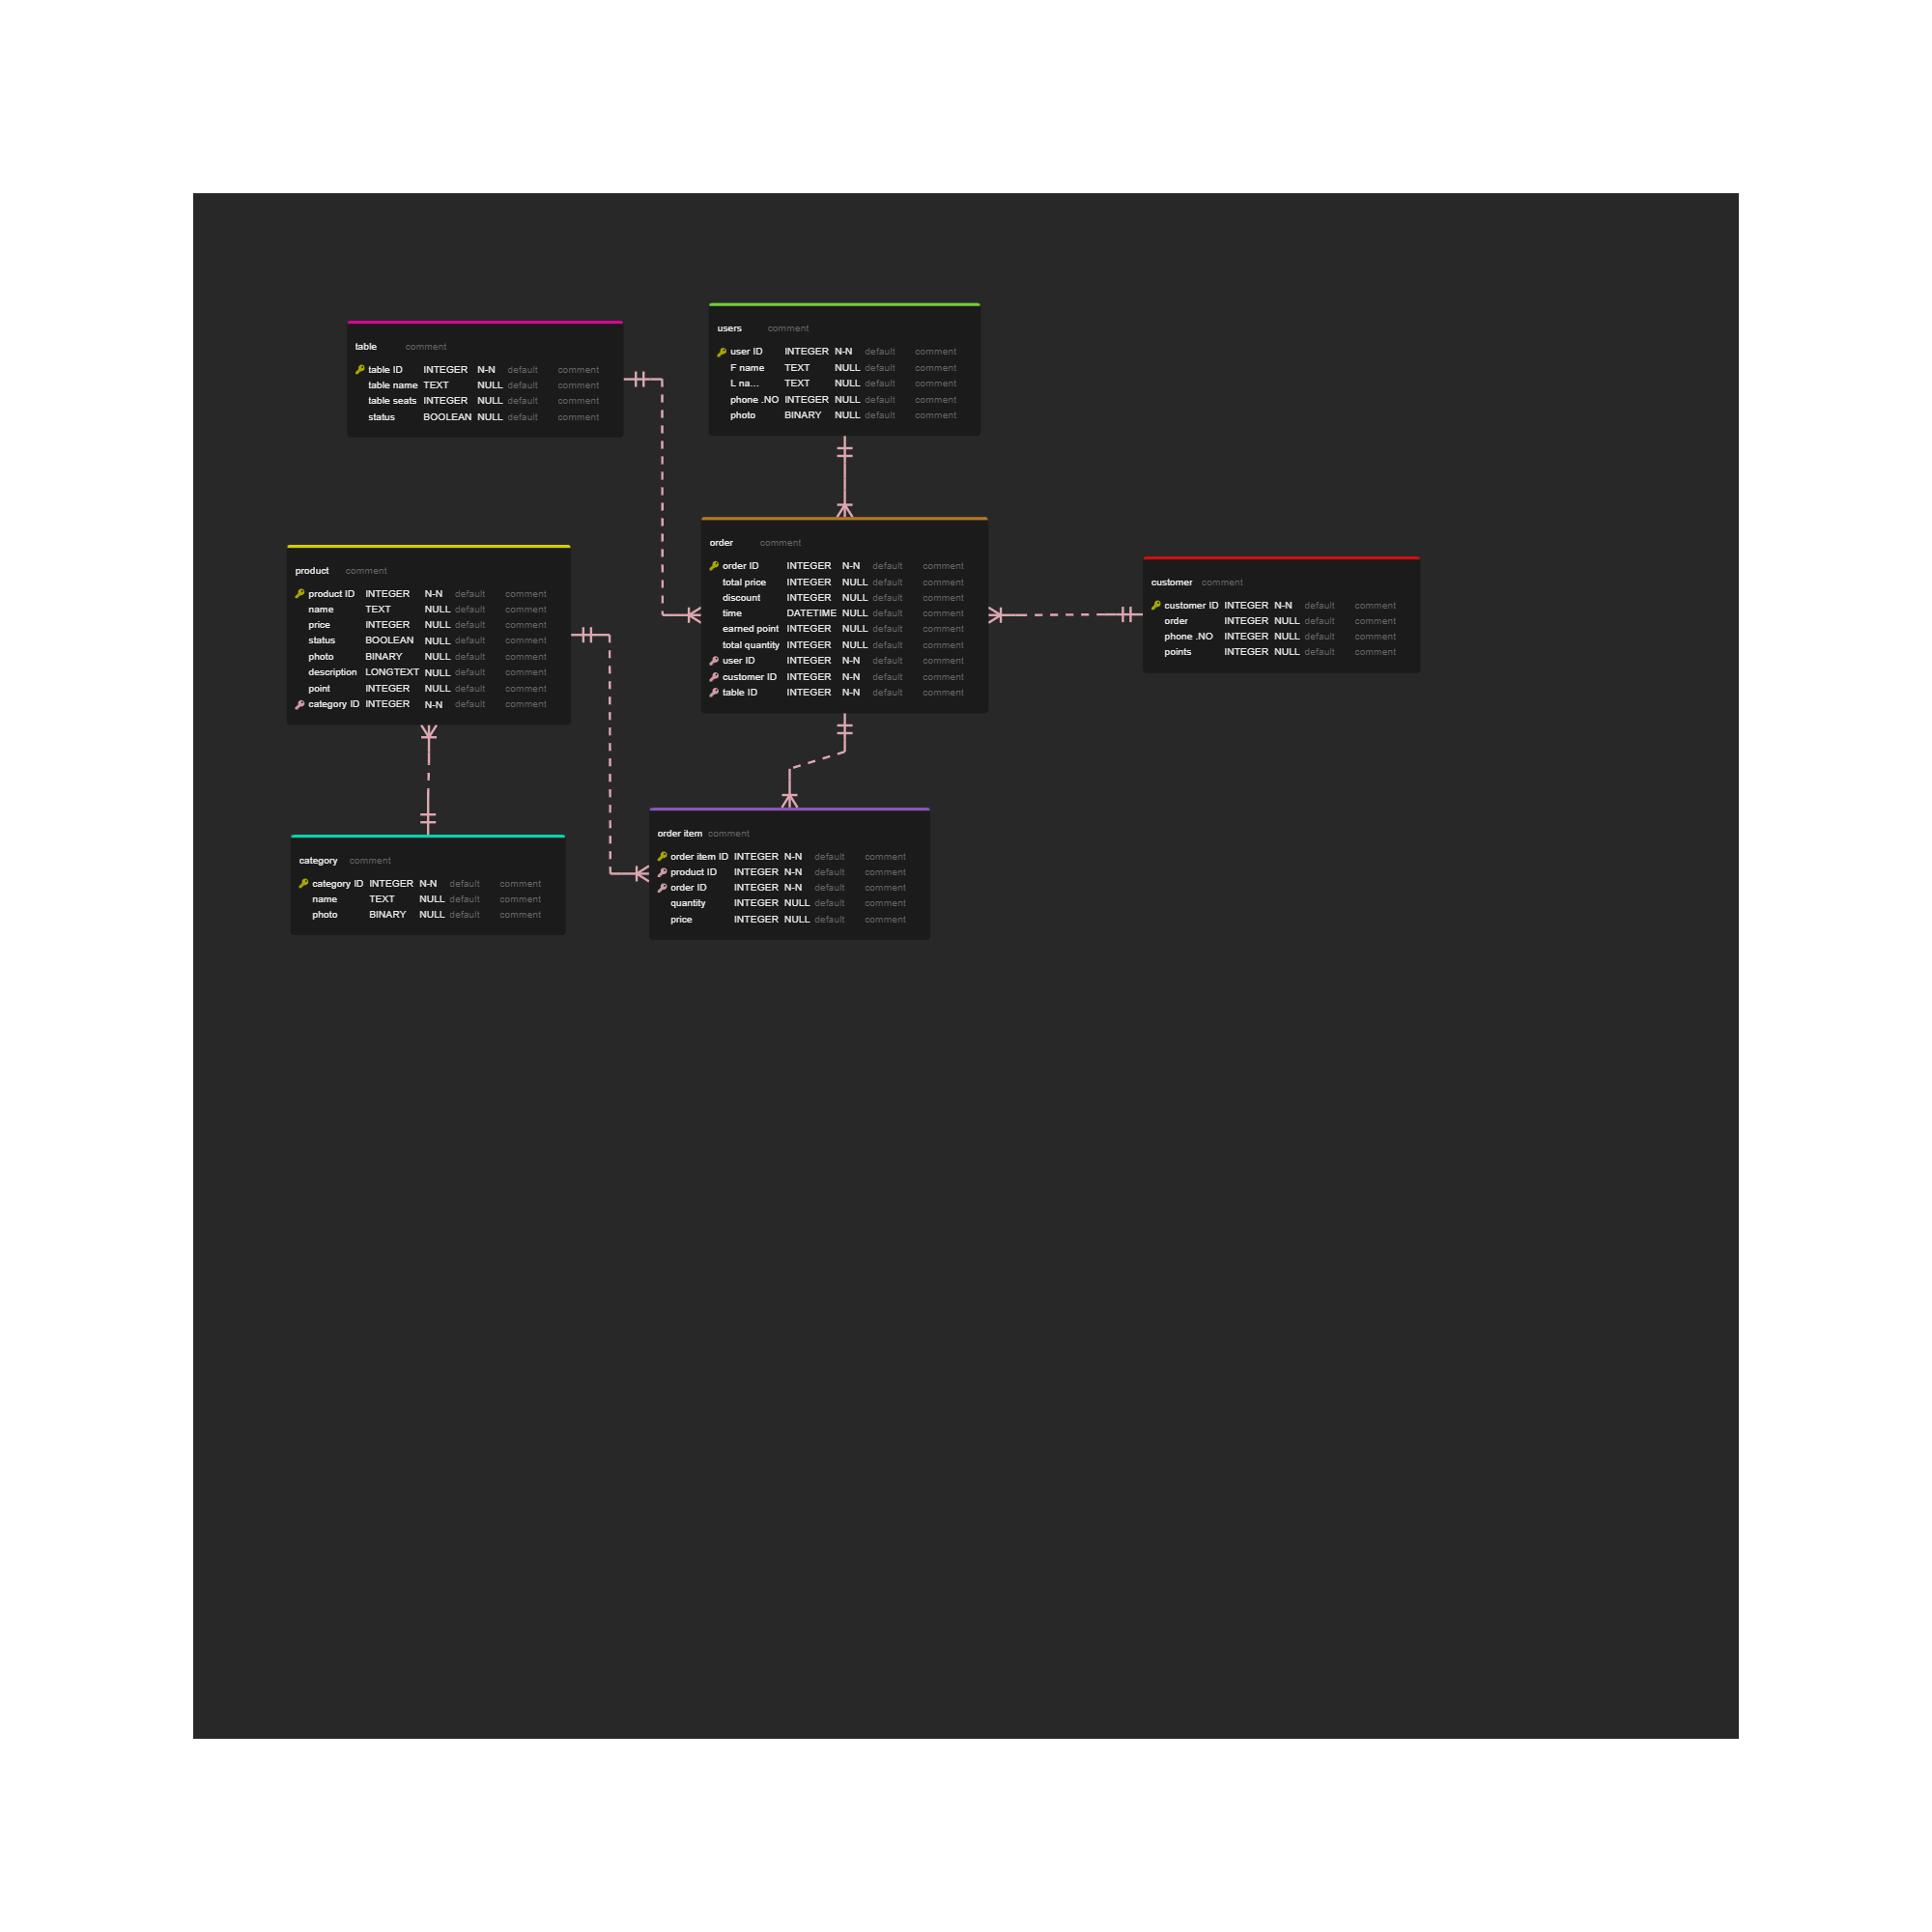 table comment
table ID INTEGER N-N default comment
table name TEXT NULL default comment
table seats INTEGER NULL default comment
status BOOLEAN NULL default comment
users comment
user ID INTEGER N-N default comment
F name TEXT NULL default comment
L na... TEXT NULL default comment
phone .NO INTEGER NULL default comment
photo BINARY NULL default comment
product comment
product ID INTEGER N-N default comment
name TEXT NULL default comment
price INTEGER NULL default comment
status BOOLEAN NULL default comment
photo BINARY NULL default comment
description LONGTEXT NULL default comment
point INTEGER NULL default comment
category ID INTEGER N-N default comment
order comment
order ID INTEGER N-N default comment
total price INTEGER NULL default comment
discount INTEGER NULL default comment
time DATETIME NULL default comment
earned point INTEGER NULL default comment
total quantity INTEGER NULL default comment
user ID INTEGER N-N default comment
customer ID INTEGER N-N default comment
table ID INTEGER N-N default comment
customer comment
customer ID INTEGER N-N default comment
order INTEGER NULL default comment
phone .NO INTEGER NULL default comment
points INTEGER NULL default comment
category comment
category ID INTEGER N-N default comment
name TEXT NULL default comment
photo BINARY NULL default comment
order item comment
order item ID INTEGER N-N default comment
product ID INTEGER N-N default comment
order ID INTEGER N-N default comment
quantity INTEGER NULL default comment
price INTEGER NULL default comment